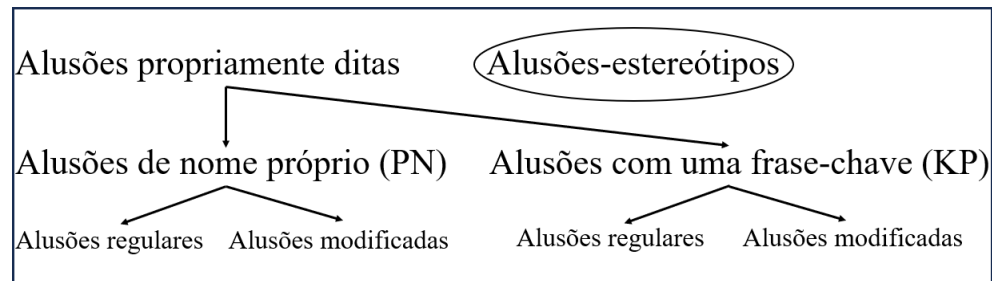 Alusões propriamente ditas Alusões-estereótipos
Alusões de nome próprio (PN) Alusões com uma frase-chave (KP)
Alusões regulares Alusões modificadas Alusões regulares Alusões modificadas